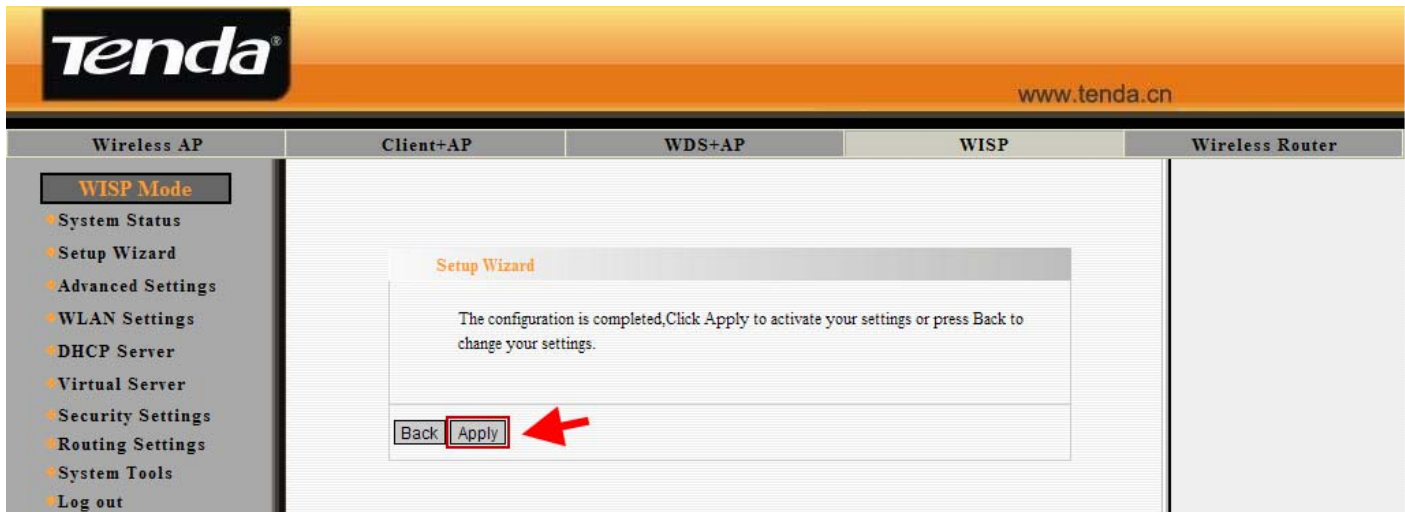 Tenda®
www.tenda.cn
Wireless AP Client+AP WDS+AP WISP Wireless Router
WISP Mode
System Status
Setup Wizard
Advanced Settings
WLAN Settings
DHCP Server
Virtual Server
Security Settings
Routing Settings
System Tools
Log out
Setup Wizard
The configuration is completed,Click Apply to activate your settings or press Back to
change your settings.
Back Apply